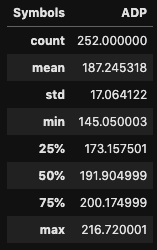 Symbols ADP
count 252.000000
mean 187.245318
std 17.064122
min 145.050003
25% 173.157501
50% 191.904999
75% 200.174999
max 216.720001